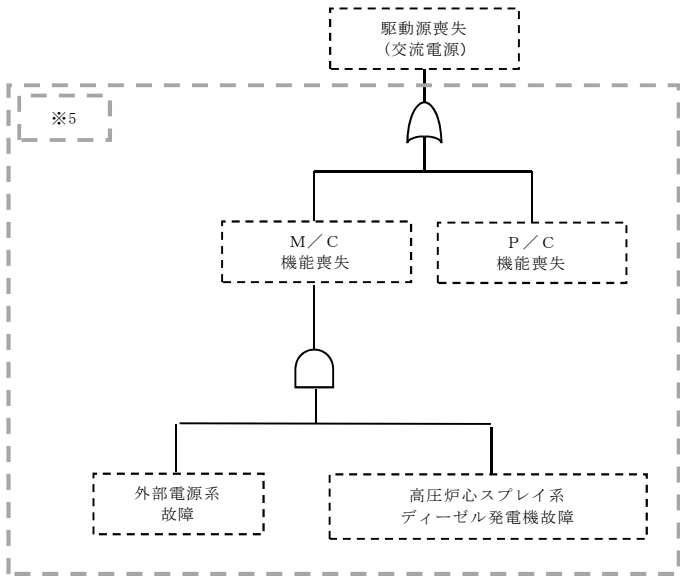 駆動源喪失
(交流電源)
※5
M／C
機能喪失
P／C
機能喪失
外部電源系
故障
高圧炉心スプレイ系
ディーゼル発電機故障